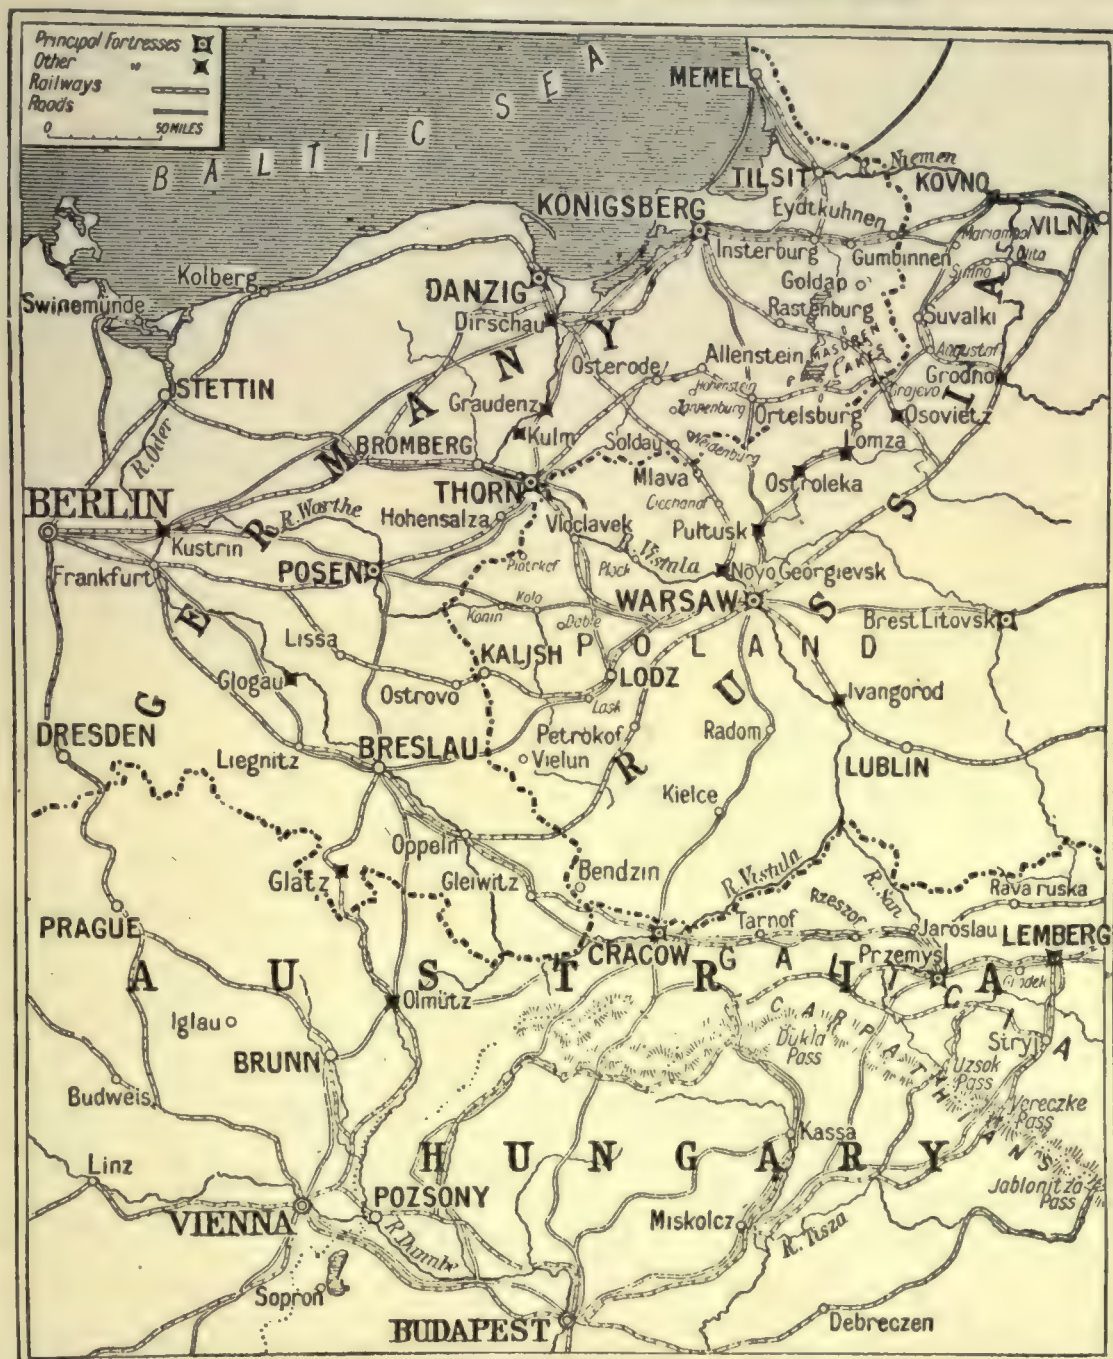 Principal Fortresses
Other "
Railways
Roads
0 50 MILES
BALTIC SEA
MEMEL
TILSIT
R. Niemen
KOVNO
KÖNIGSBERG
Eydtkuhnen
VILNA
Mariampol
Insterburg
Gumbinnen
Simno
Olita
Kolberg
Goldap
DANZIG
Swinemünde
Rastenburg
Suvalki
Dirschau
MASUREN LAKES
Augustof
Osterode
Allenstein
Grodno
STETTIN
Hohenstein
Grajevo
Graudenz
Tannenburg
Ortelsburg
Osovietz
R. Oder
Kulm
BROMBERG
Soldau
Neidenburg
Lomza
THORN
Mlava
Ostroleka
BERLIN
R. Warthe
Hohensalza
Ciechanof
Vloclavek
Pultusk
Kustrin
R. Vistula
Piotrkof
Plock
Frankfurt
POSEN
Novo Georgievsk
Kolo
WARSAW
Konin
Brest Litovsk
Dabie
Lissa
POLAND
KALISH
LODZ
Glogau
Ostrovo
Ivangorod
Lask
DRESDEN
Petrokof
Radom
Liegnitz
BRESLAU
Vielun
LUBLIN
GERMANY
RUSSIA
Kielce
Oppeln
Glatz
Gleiwitz
Bendzin
R. Vistula
R. San
Rava ruska
PRAGUE
Tarnof
Rzeszof
Jaroslau
LEMBERG
CRACOW
Przemysl
Grodek
AUSTRIA
GALICIA
Olmütz
Iglau
CARPATHIANS
Dukla Pass
Stryj
BRUNN
Uzsok Pass
Budweis
Vereczke Pass
Kassa
HUNGARY
Linz
Jablonitza Pass
POZSONY
VIENNA
Miskolcz
R. Tisza
R. Danube
Sopron
BUDAPEST
Debreczen